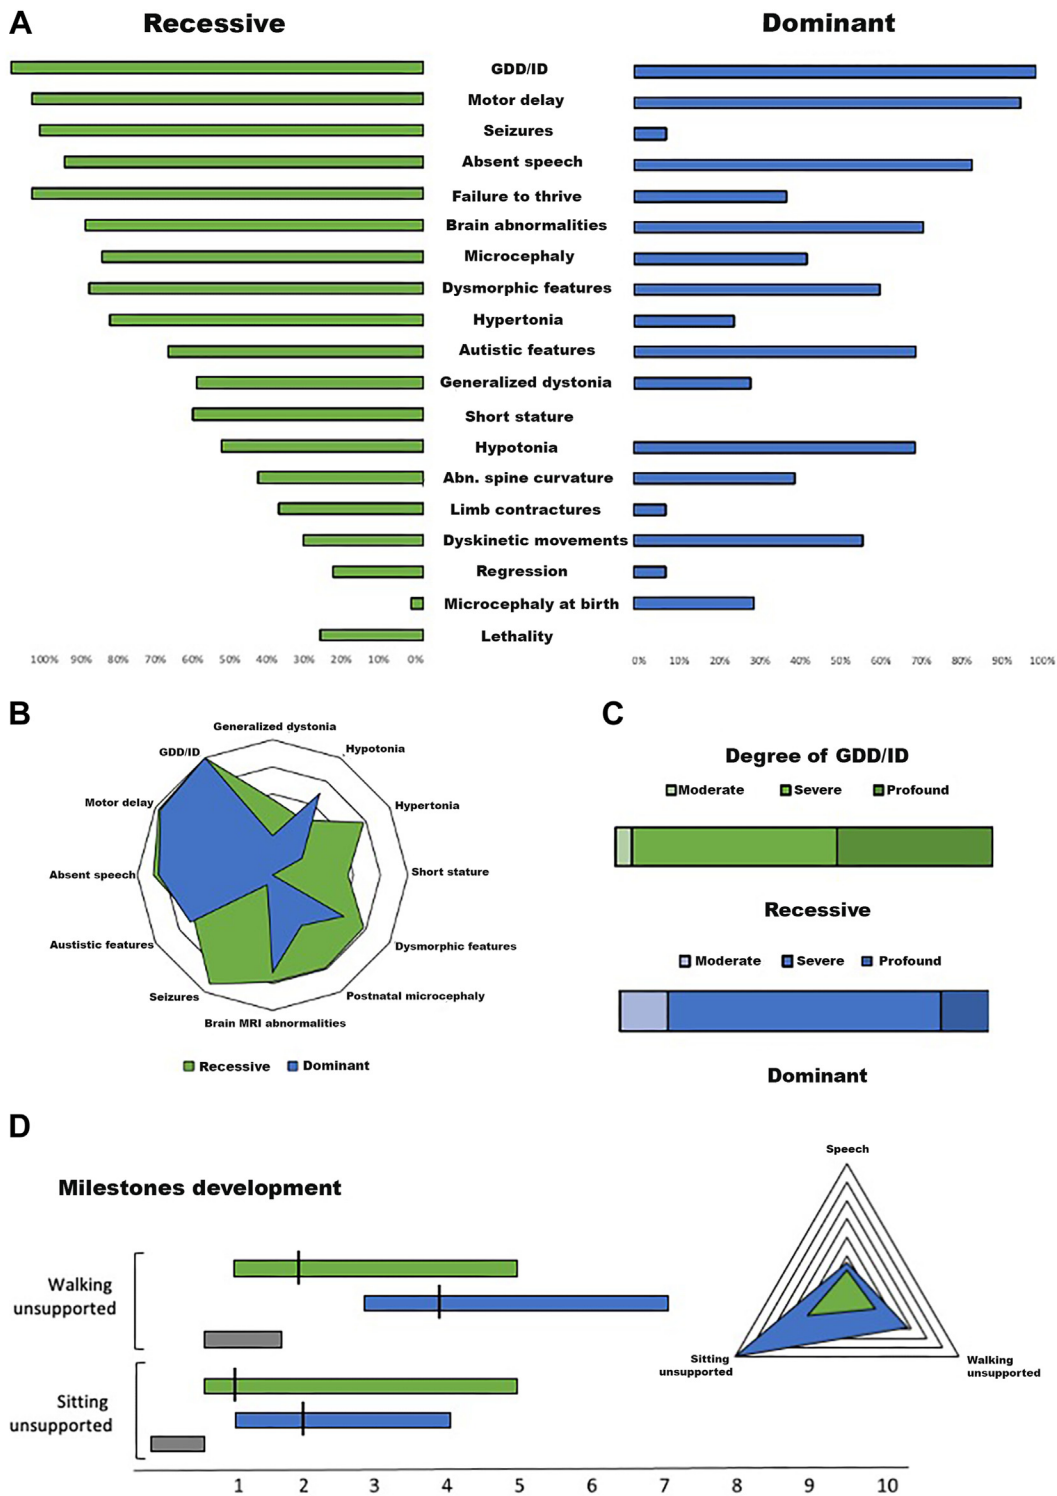 A
Recessive
Dominant
GDD/ID
Motor delay
Seizures
Absent speech
Failure to thrive
Brain abnormalities
Microcephaly
Dysmorphic features
Hypertonia
Autistic features
Generalized dystonia
Short stature
Hypotonia
Abn. spine curvature
Limb contractures
Dyskinetic movements
Regression
Microcephaly at birth
Lethality
100% 90% 80% 70% 60% 50% 40% 30% 20% 10% 0%
0% 10% 20% 30% 40% 50% 60% 70% 80% 90% 100%
B
Generalized dystonia
Hypotonia
Hypertonia
Short stature
Dysmorphic features
Postnatal microcephaly
Brain MRI abnormalities
Seizures
Austistic features
Absent speech
Motor delay
GDD/ID
Recessive Dominant
C
Degree of GDD/ID
Moderate Severe Profound
Recessive
Moderate Severe Profound
Dominant
D
Milestones development
Walking
unsupported
Sitting
unsupported
1 2 3 4 5 6 7 8 9 10
Speech
Sitting
unsupported
Walking
unsupported